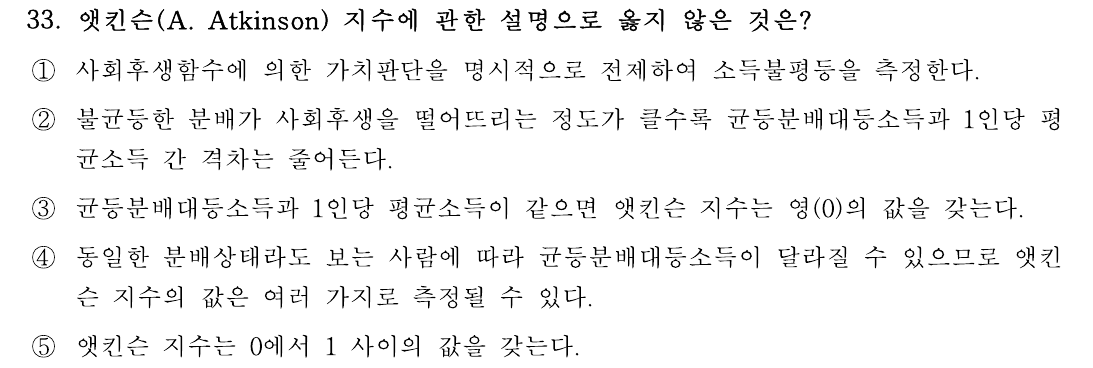 33. 앳킨슨(A. Atkinson) 지수에 관한 설명으로 옳지 않은 것은?
① 사회후생함수에 의한 가치판단을 명시적으로 전제하여 소득불평등을 측정한다.
② 불균등한 분배가 사회후생을 떨어뜨리는 정도가 클수록 균등분배대등소득과 1인당 평
균소득 간 격차는 줄어든다.
③ 균등분배대등소득과 1인당 평균소득이 같으면 앳킨슨 지수는 영(0)의 값을 갖는다.
④ 동일한 분배상태라도 보는 사람에 따라 균등분배대등소득이 달라질 수 있으므로 앳킨
슨 지수의 값은 여러 가지로 측정될 수 있다.
⑤ 앳킨슨 지수는 0에서 1 사이의 값을 갖는다.